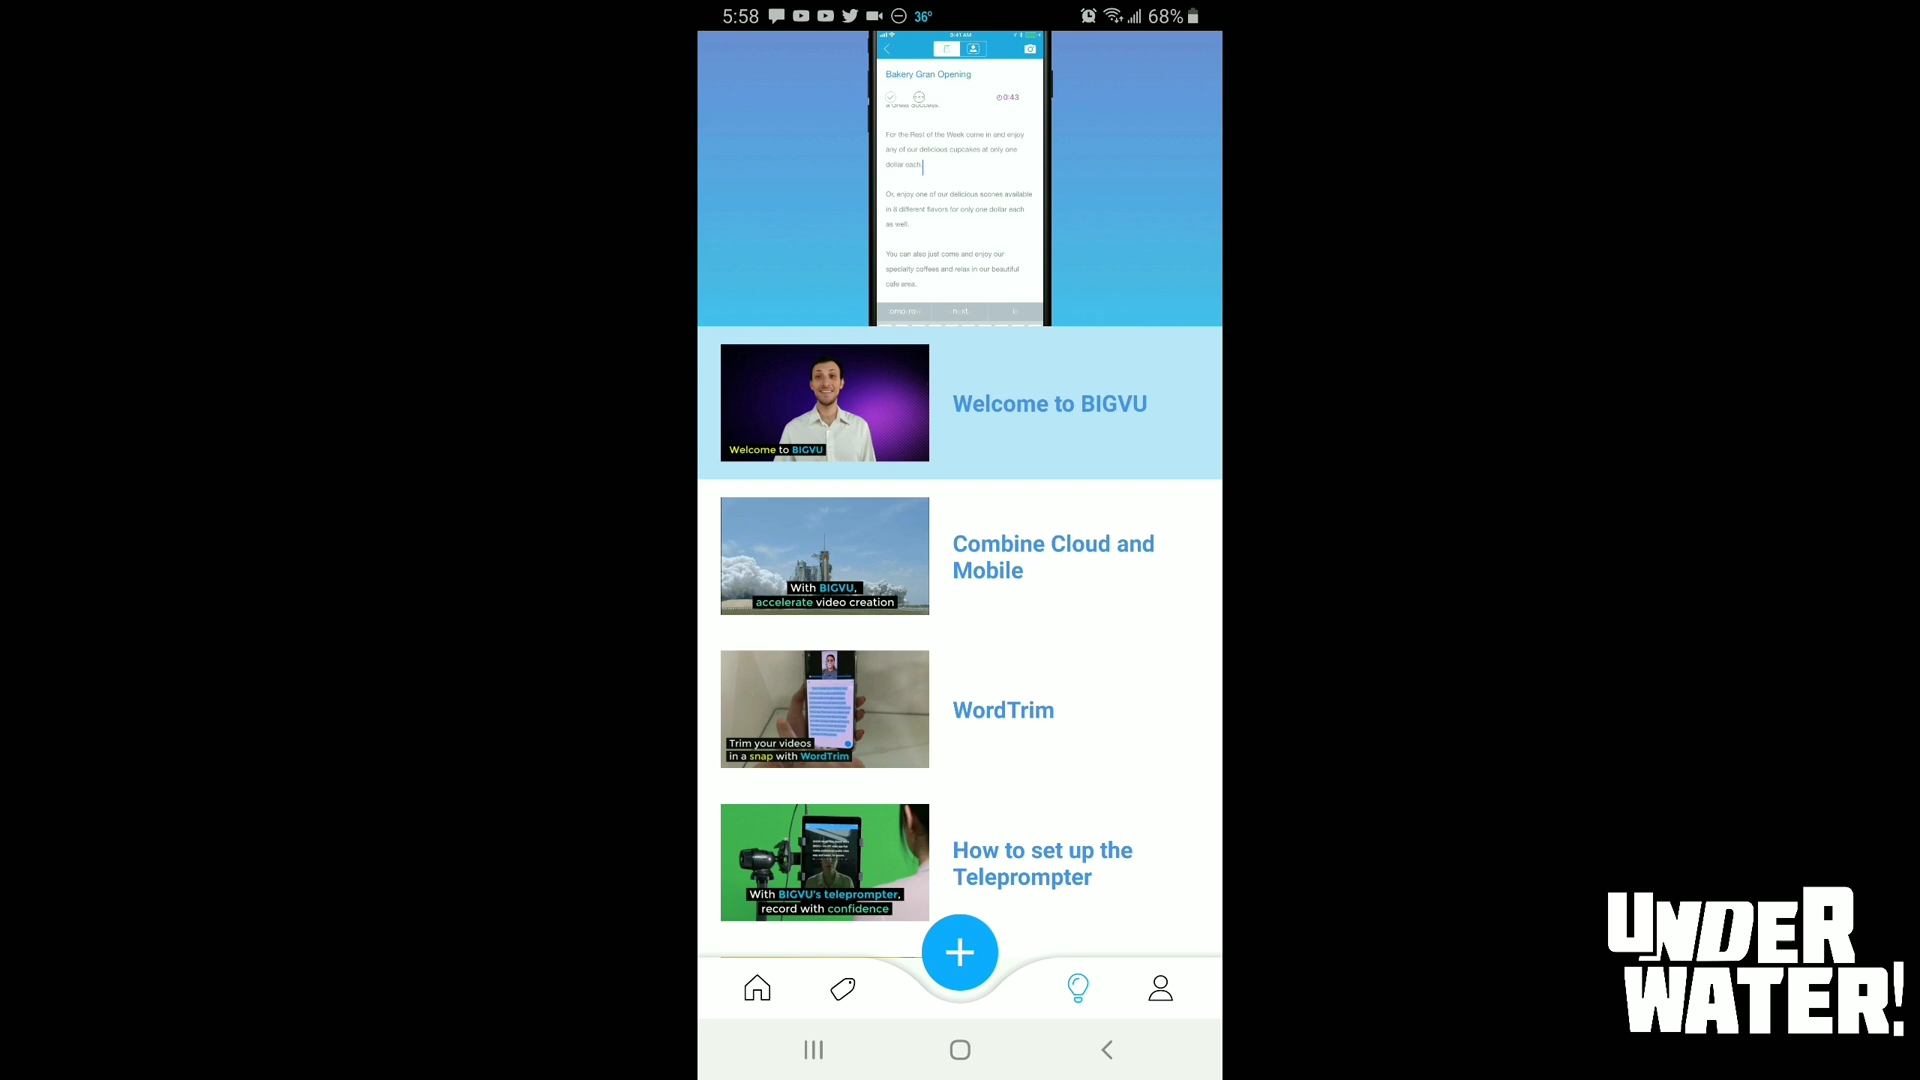 5:58
36°
68%
9:41 AM
Bakery Gran Opening
0:43
a Great Success.
For the Rest of the Week come in and enjoy
any of our delicious cupcakes at only one
dollar each.
Or, enjoy one of our delicious scones available
in 8 different flavors for only one dollar each
as well.
You can also just come and enjoy our
specialty coffees and relax in our beautiful
cafe area.
Welcome to BIGVU
Welcome to BIGVU
With BIGVU,
accelerate video creation
Combine Cloud and
Mobile
Trim your videos
in a snap with WordTrim
WordTrim
With BIGVU's teleprompter,
record with confidence
How to set up the
Teleprompter
UNDER
WATER!